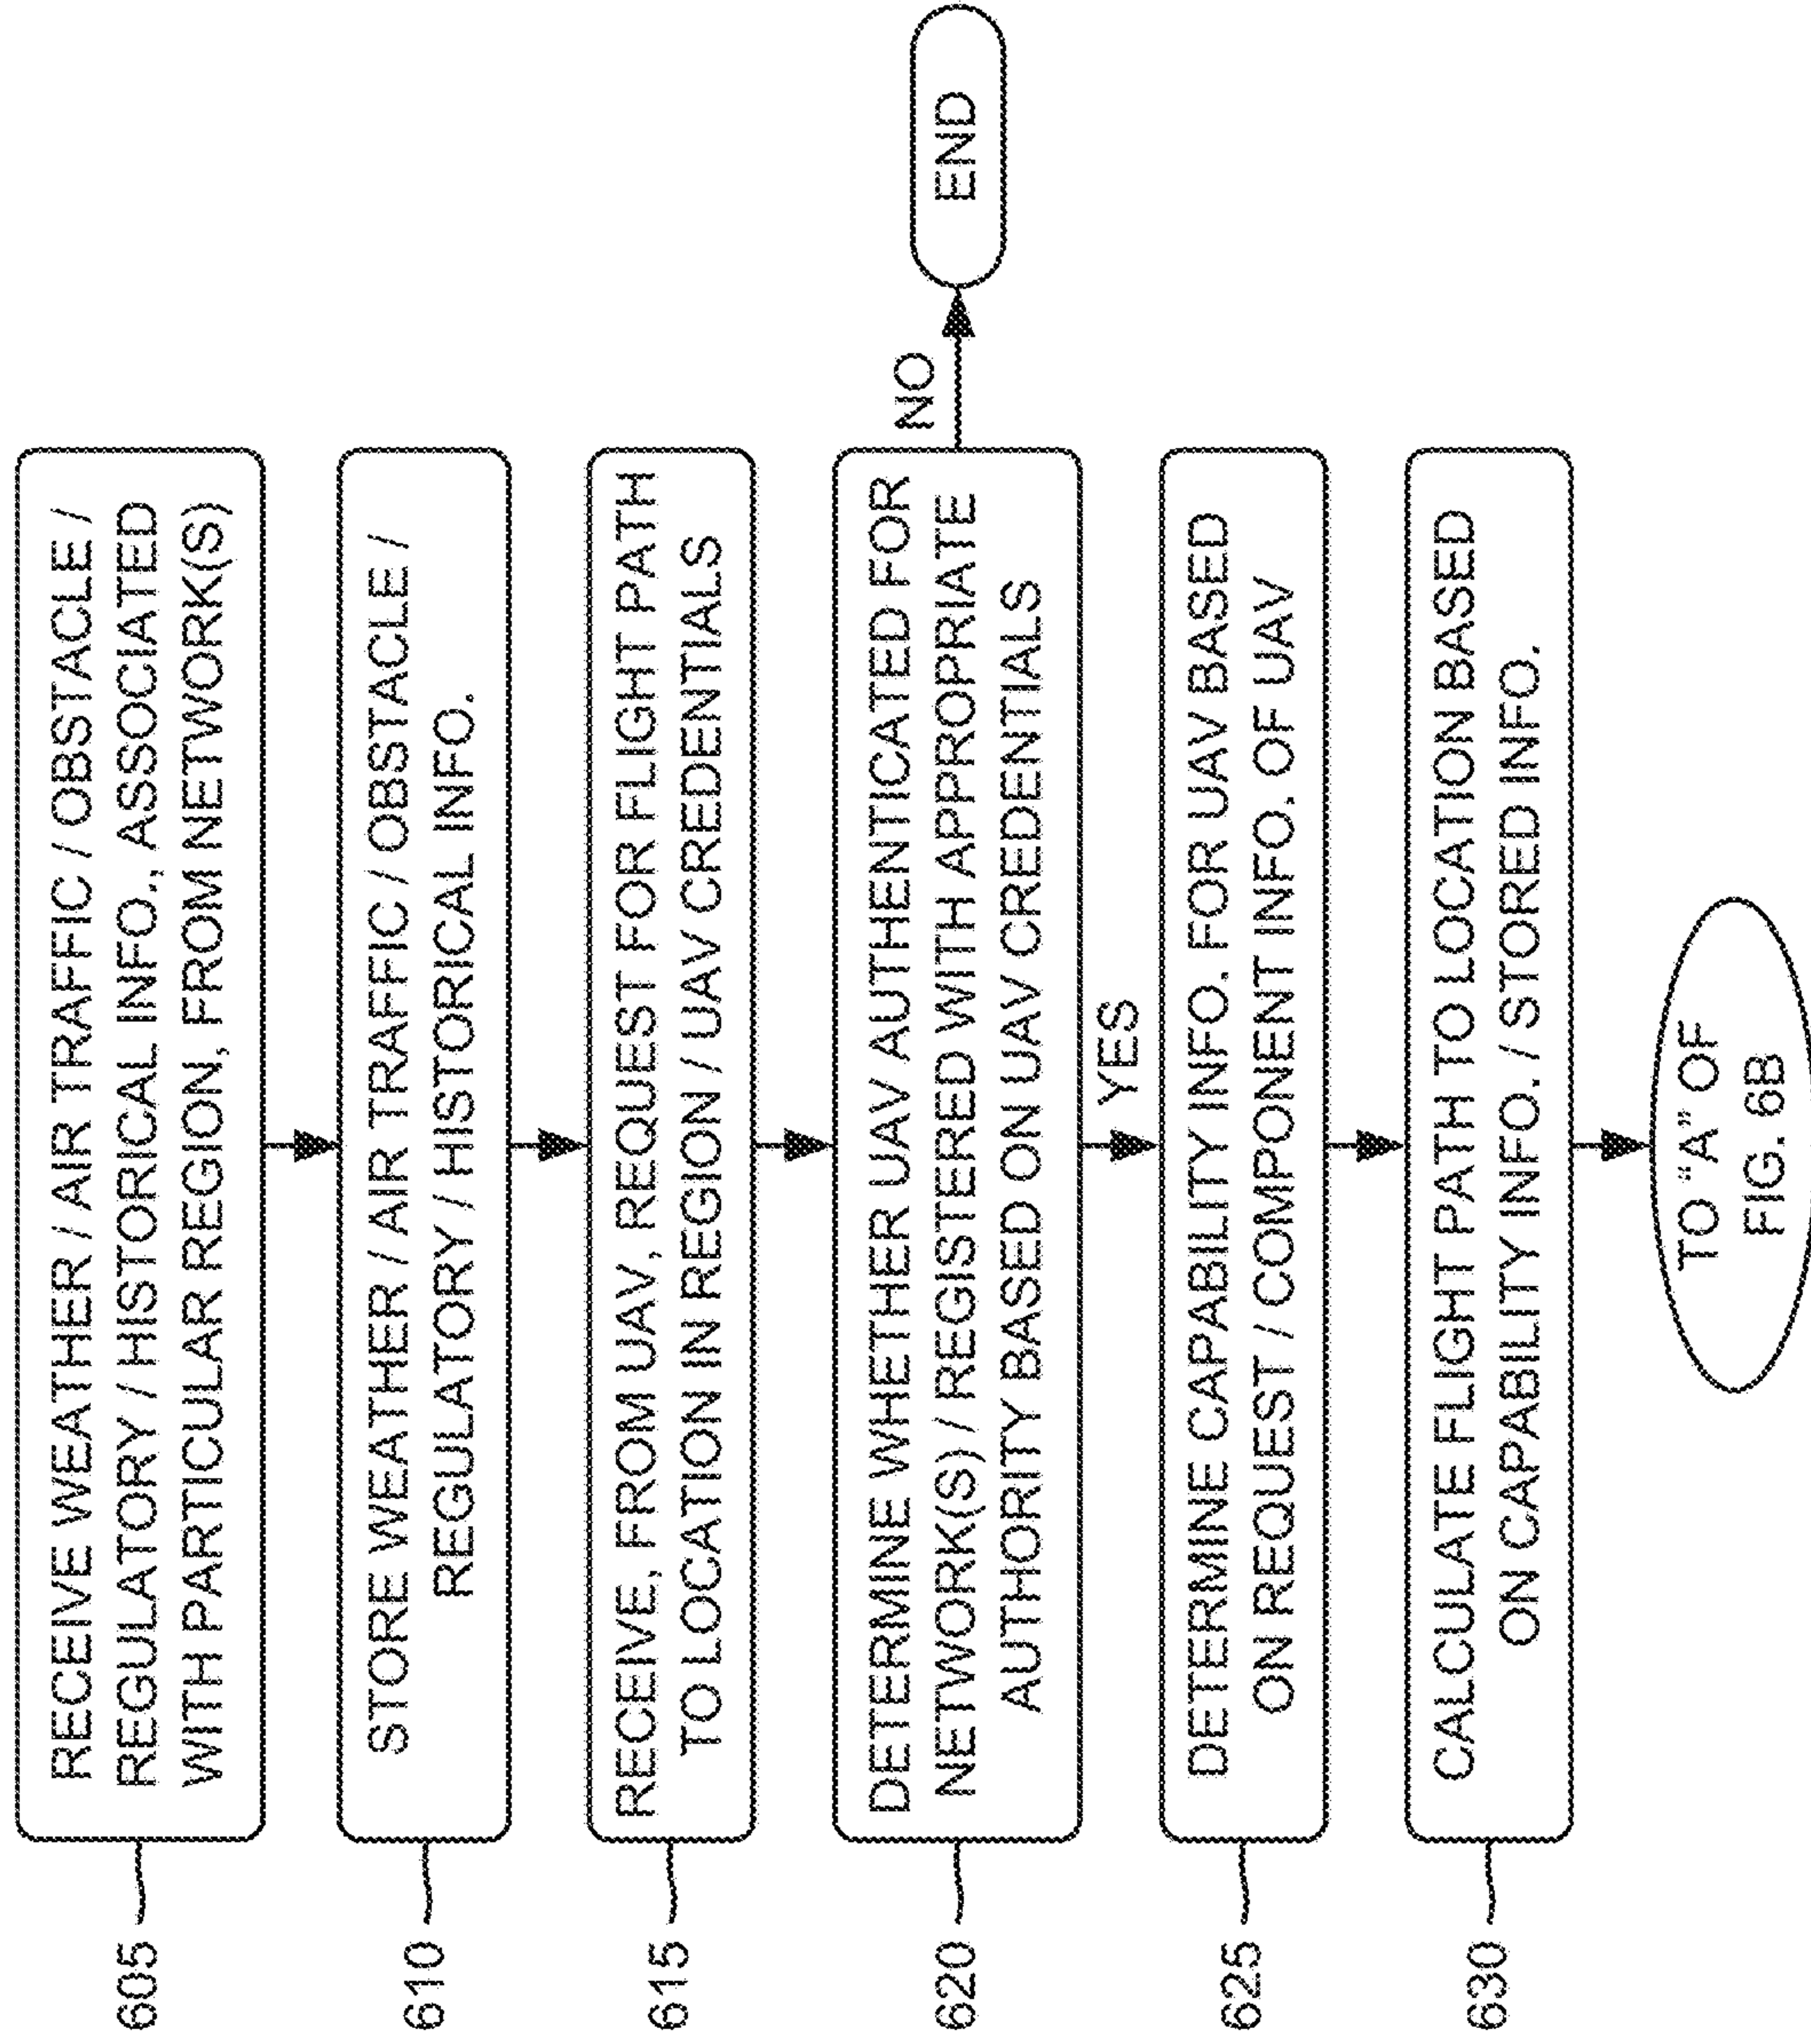 605
RECEIVE WEATHER / AIR TRAFFIC / OBSTACLE /
REGULATORY / HISTORICAL INFO., ASSOCIATED
WITH PARTICULAR REGION, FROM NETWORK(S)
610
STORE WEATHER / AIR TRAFFIC / OBSTACLE /
REGULATORY / HISTORICAL INFO.
615
RECEIVE, FROM UAV, REQUEST FOR FLIGHT PATH
TO LOCATION IN REGION / UAV CREDENTIALS
620
DETERMINE WHETHER UAV AUTHENTICATED FOR
NETWORK(S) / REGISTERED WITH APPROPRIATE
AUTHORITY BASED ON UAV CREDENTIALS
NO
END
YES
625
DETERMINE CAPABILITY INFO. FOR UAV BASED
ON REQUEST / COMPONENT INFO. OF UAV
630
CALCULATE FLIGHT PATH TO LOCATION BASED
ON CAPABILITY INFO. / STORED INFO.
TO "A" OF
FIG. 6B